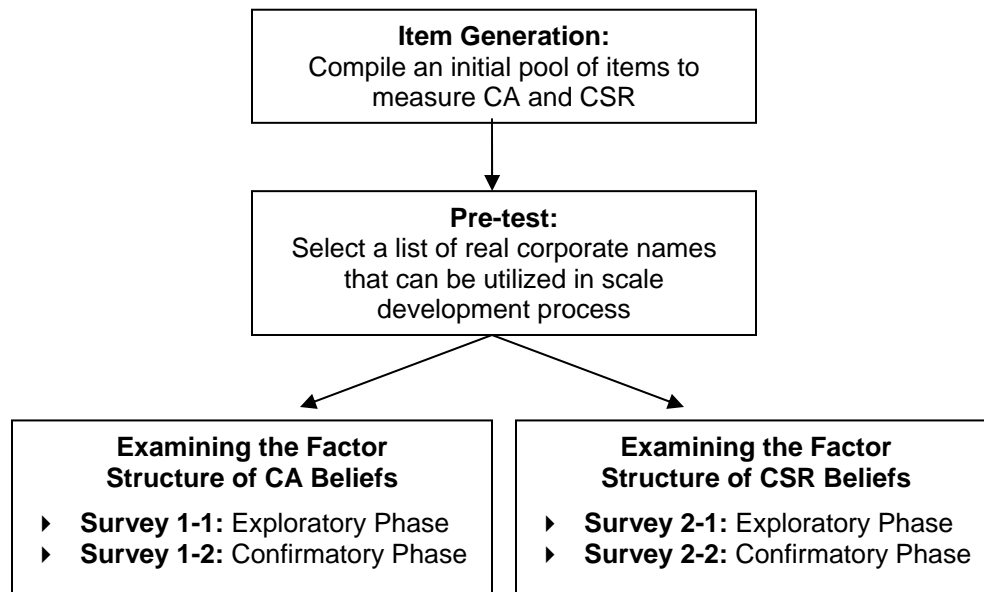 Item Generation:
Compile an initial pool of items to
measure CA and CSR
Pre-test:
Select a list of real corporate names
that can be utilized in scale
development process
Examining the Factor
Structure of CA Beliefs
Survey 1-1: Exploratory Phase
Survey 1-2: Confirmatory Phase
Examining the Factor
Structure of CSR Beliefs
Survey 2-1: Exploratory Phase
Survey 2-2: Confirmatory Phase